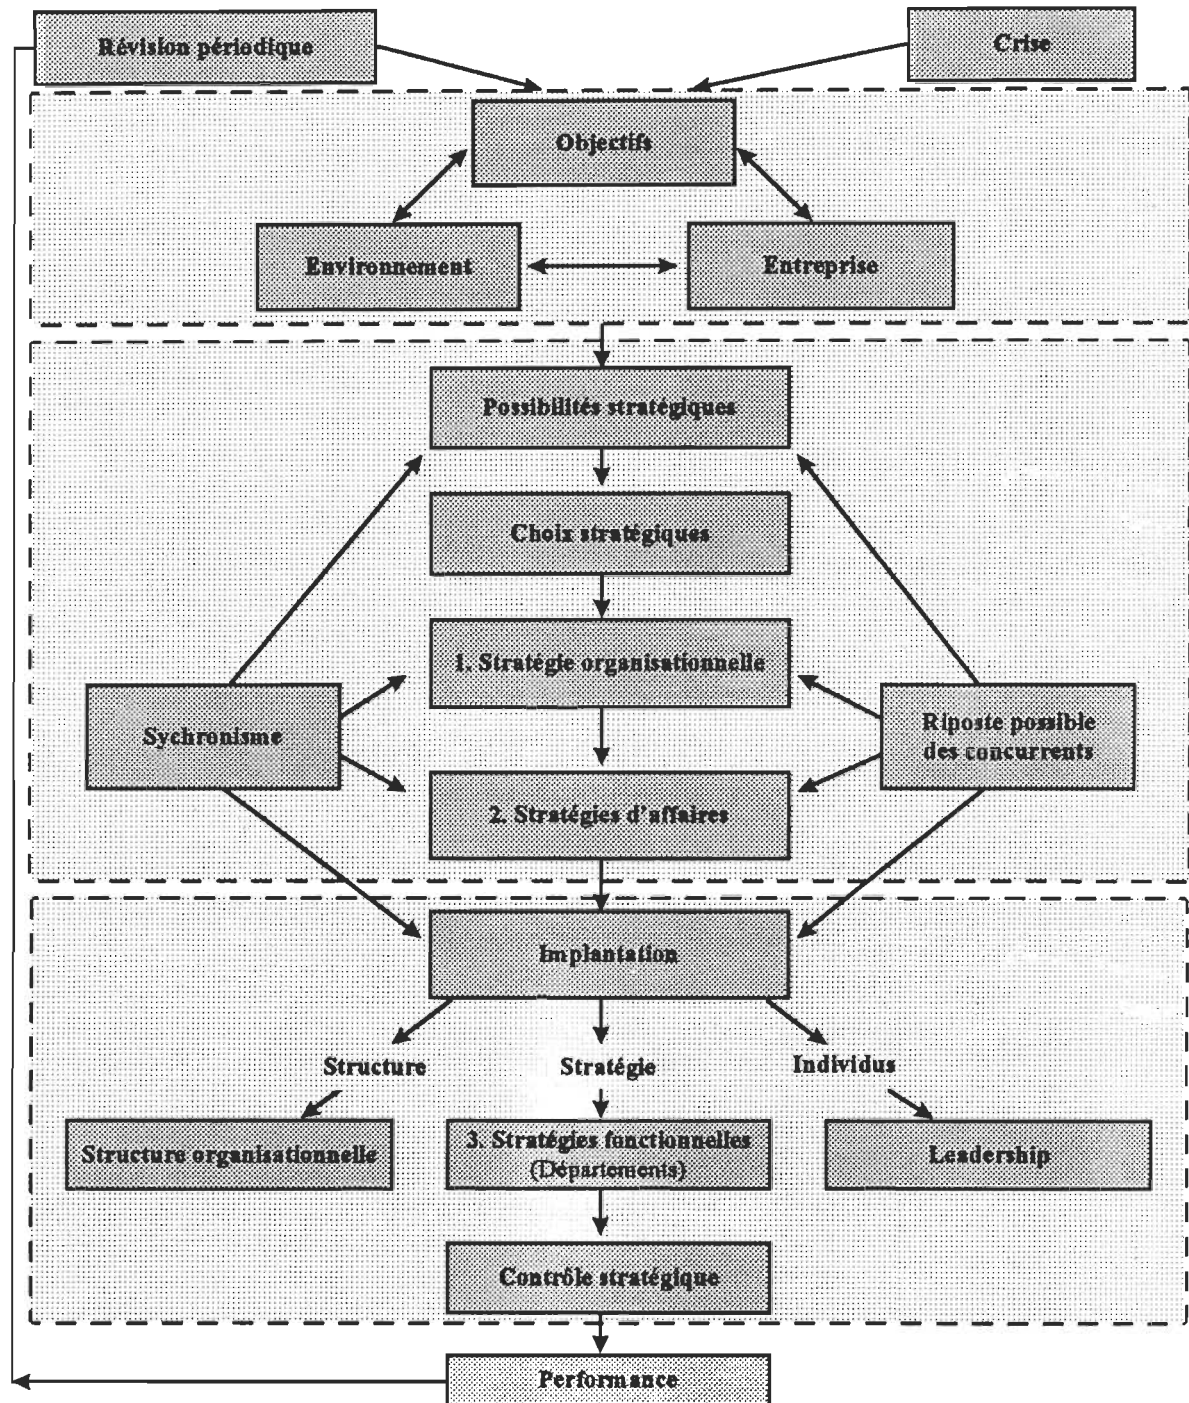 Révision périodique
Crise
Objectifs
Environnement
Entreprise
Possibilités stratégiques
Choix stratégiques
1. Stratégie organisationnelle
Sychronisme
Riposte possible
des concurrents
2. Stratégies d'affaires
Implantation
Structure
Stratégie
Individus
Structure organisationnelle
3. Stratégies fonctionnelles
(Départements)
Leadership
Contrôle stratégique
Performance